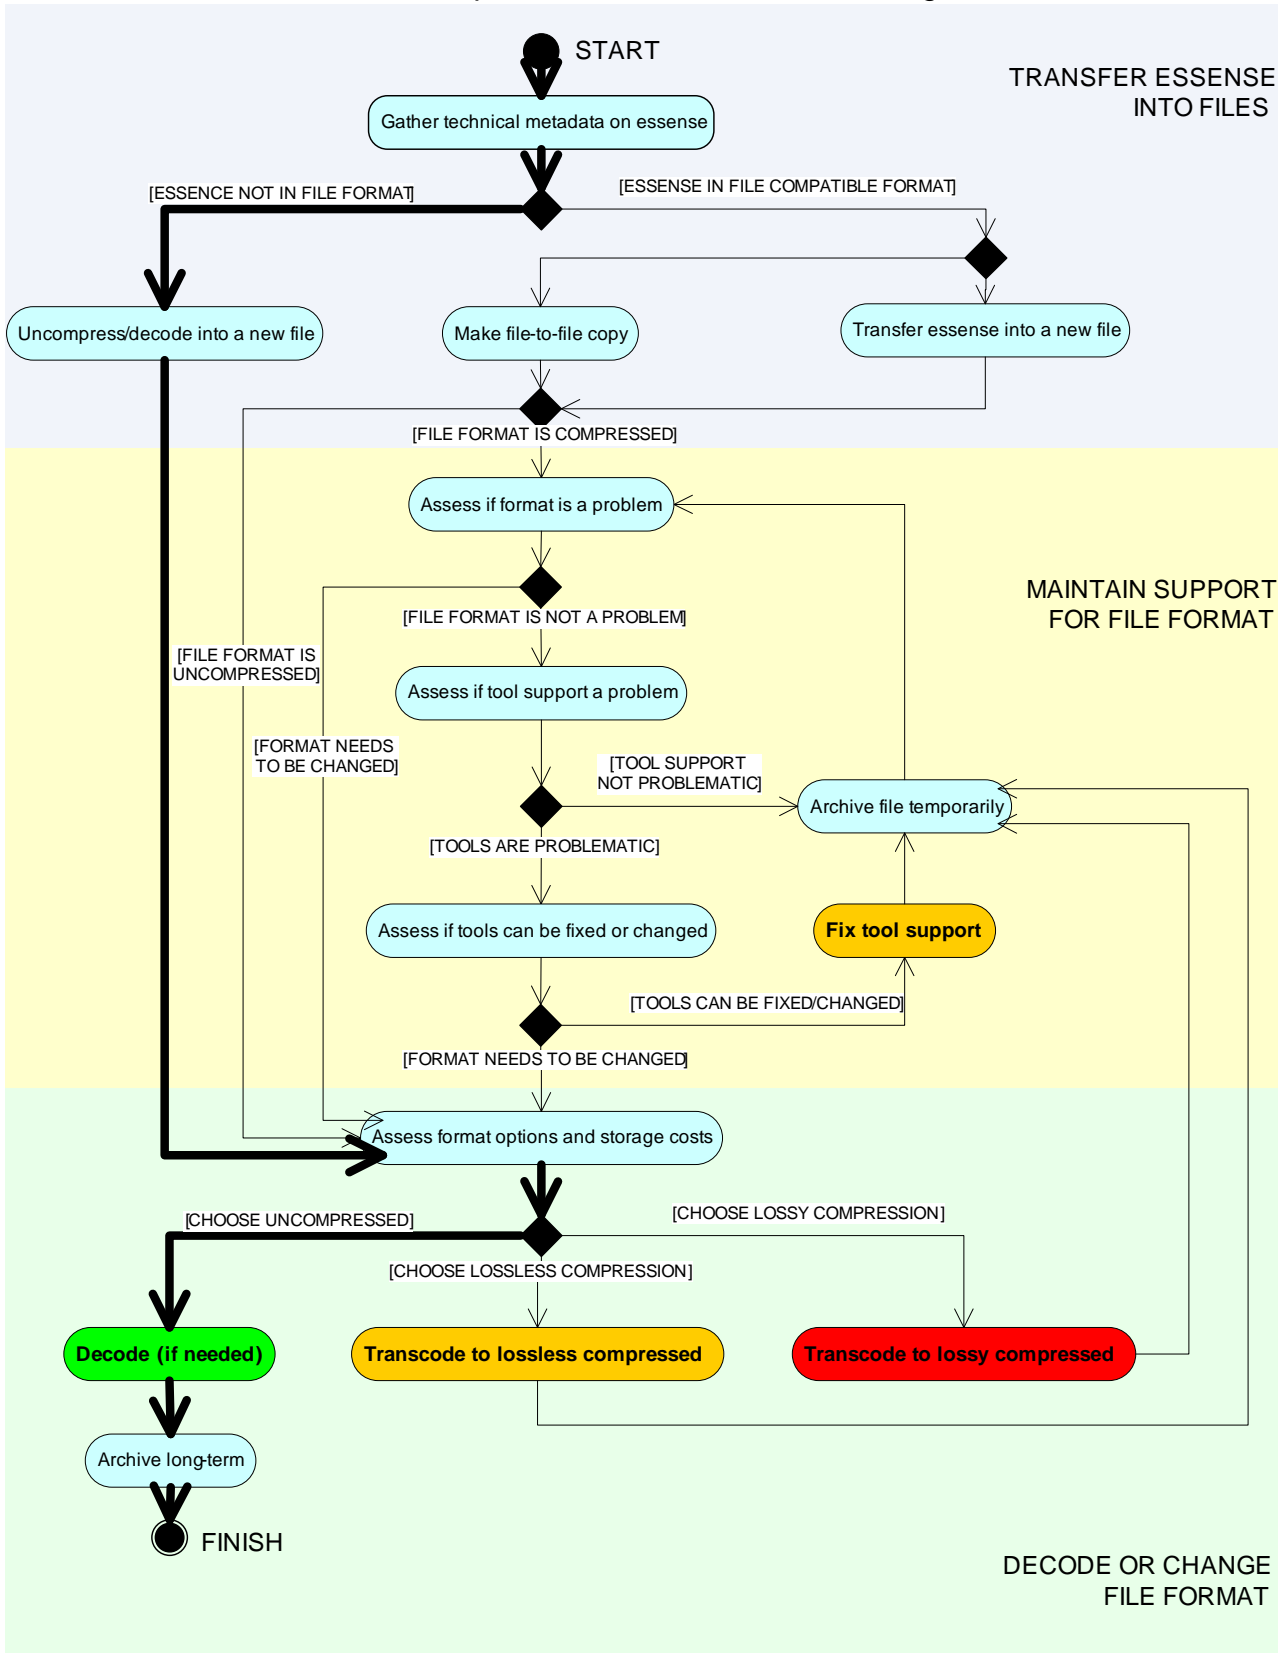 START
TRANSFER ESSENSE
INTO FILES
Gather technical metadata on essense
[ESSENCE NOT IN FILE FORMAT]
[ESSENSE IN FILE COMPATIBLE FORMAT]
Uncompress/decode into a new file
Make file-to-file copy
Transfer essense into a new file
[FILE FORMAT IS COMPRESSED]
Assess if format is a problem
MAINTAIN SUPPORT
FOR FILE FORMAT
[FILE FORMAT IS NOT A PROBLEM]
[FILE FORMAT IS
UNCOMPRESSED]
Assess if tool support a problem
[FORMAT NEEDS
TO BE CHANGED]
[TOOL SUPPORT
NOT PROBLEMATIC]
Archive file temporarily
[TOOLS ARE PROBLEMATIC]
Assess if tools can be fixed or changed
Fix tool support
[TOOLS CAN BE FIXED/CHANGED]
[FORMAT NEEDS TO BE CHANGED]
Assess format options and storage costs
[CHOOSE UNCOMPRESSED]
[CHOOSE LOSSY COMPRESSION]
[CHOOSE LOSSLESS COMPRESSION]
Decode (if needed)
Transcode to lossless compressed
Transcode to lossy compressed
Archive long-term
FINISH
DECODE OR CHANGE
FILE FORMAT